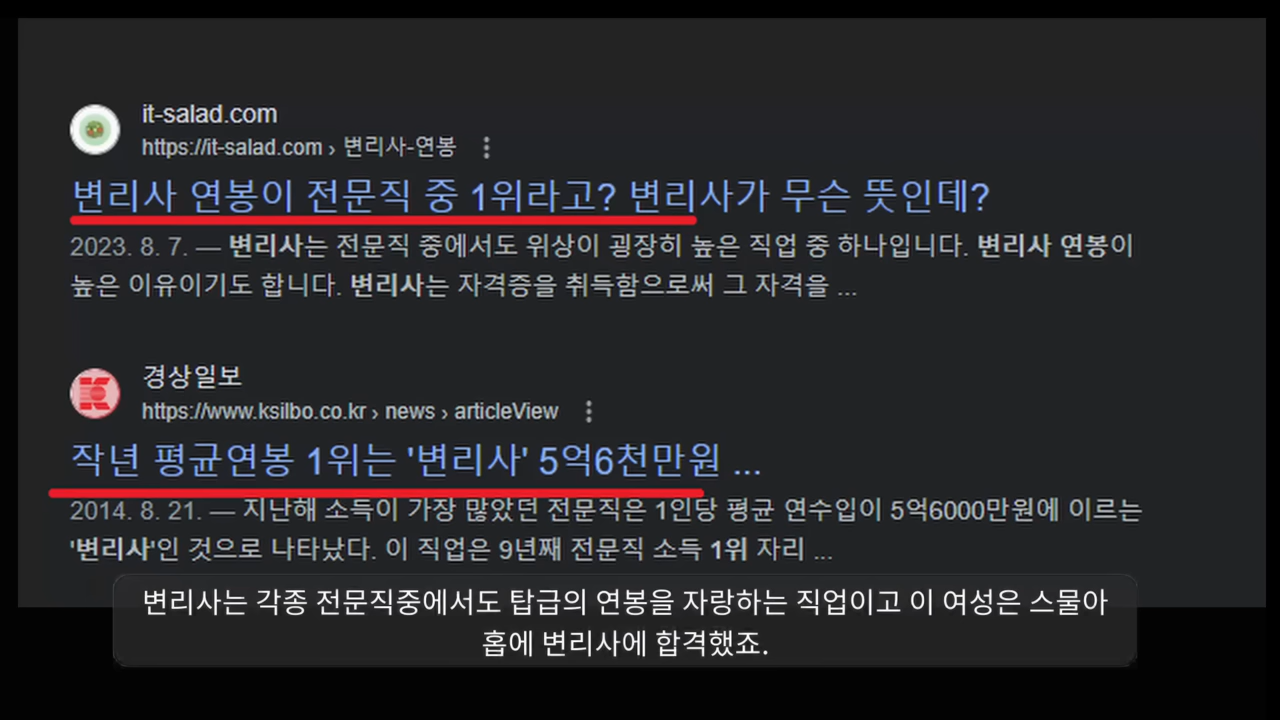 it-salad.com
https://it-salad.com › 변리사-연봉
변리사 연봉이 전문직 중 1위라고? 변리사가 무슨 뜻인데?
2023. 8. 7. — 변리사는 전문직 중에서도 위상이 굉장히 높은 직업 중 하나입니다. 변리사 연봉이
높은 이유이기도 합니다. 변리사는 자격증을 취득함으로써 그 자격을 ...
경상일보
https://www.ksilbo.co.kr › news › articleView
작년 평균연봉 1위는 '변리사' 5억6천만원 ...
2014. 8. 21. — 지난해 소득이 가장 많았던 전문직은 1인당 평균 연수입이 5억6000만원에 이르는
'변리사'인 것으로 나타났다. 이 직업은 9년째 전문직 소득 1위 자리 ...
변리사는 각종 전문직중에서도 탑급의 연봉을 자랑하는 직업이고 이 여성은 스물아
홉에 변리사에 합격했죠.